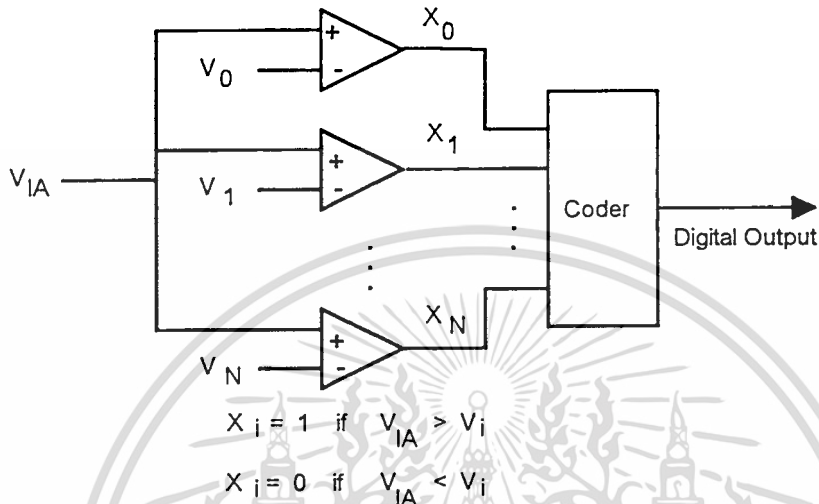 X0
+
V0 -
X1
+
VIA
V1 -
Coder
Digital Output
XN
+
VN -
Xi = 1 if VIA > Vi
Xi = 0 if VIA < Vi